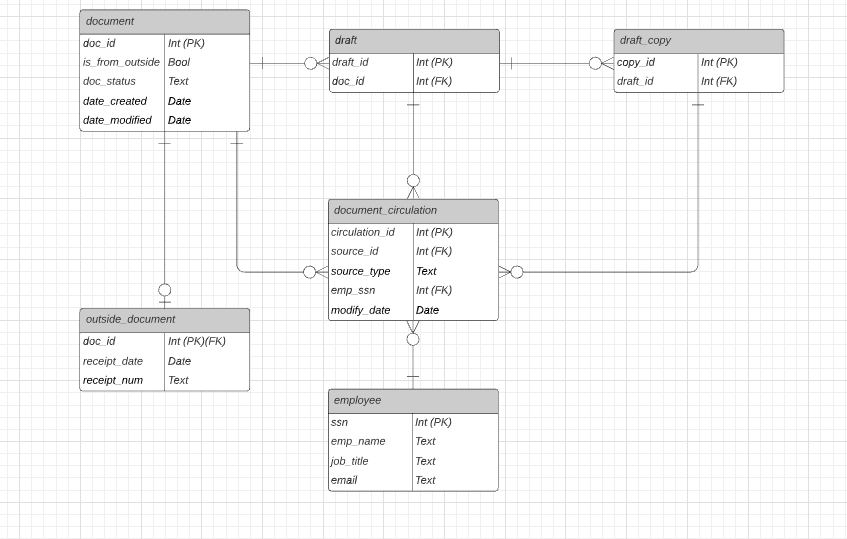 document
doc_id Int (PK)
is_from_outside Bool
doc_status Text
date_created Date
date_modified Date
draft
draft_id Int (PK)
doc_id Int (FK)
draft_copy
copy_id Int (PK)
draft_id Int (FK)
document_circulation
circulation_id Int (PK)
source_id Int (FK)
source_type Text
emp_ssn Int (FK)
modify_date Date
outside_document
doc_id Int (PK)(FK)
receipt_date Date
receipt_num Text
employee
ssn Int (PK)
emp_name Text
job_title Text
email Text